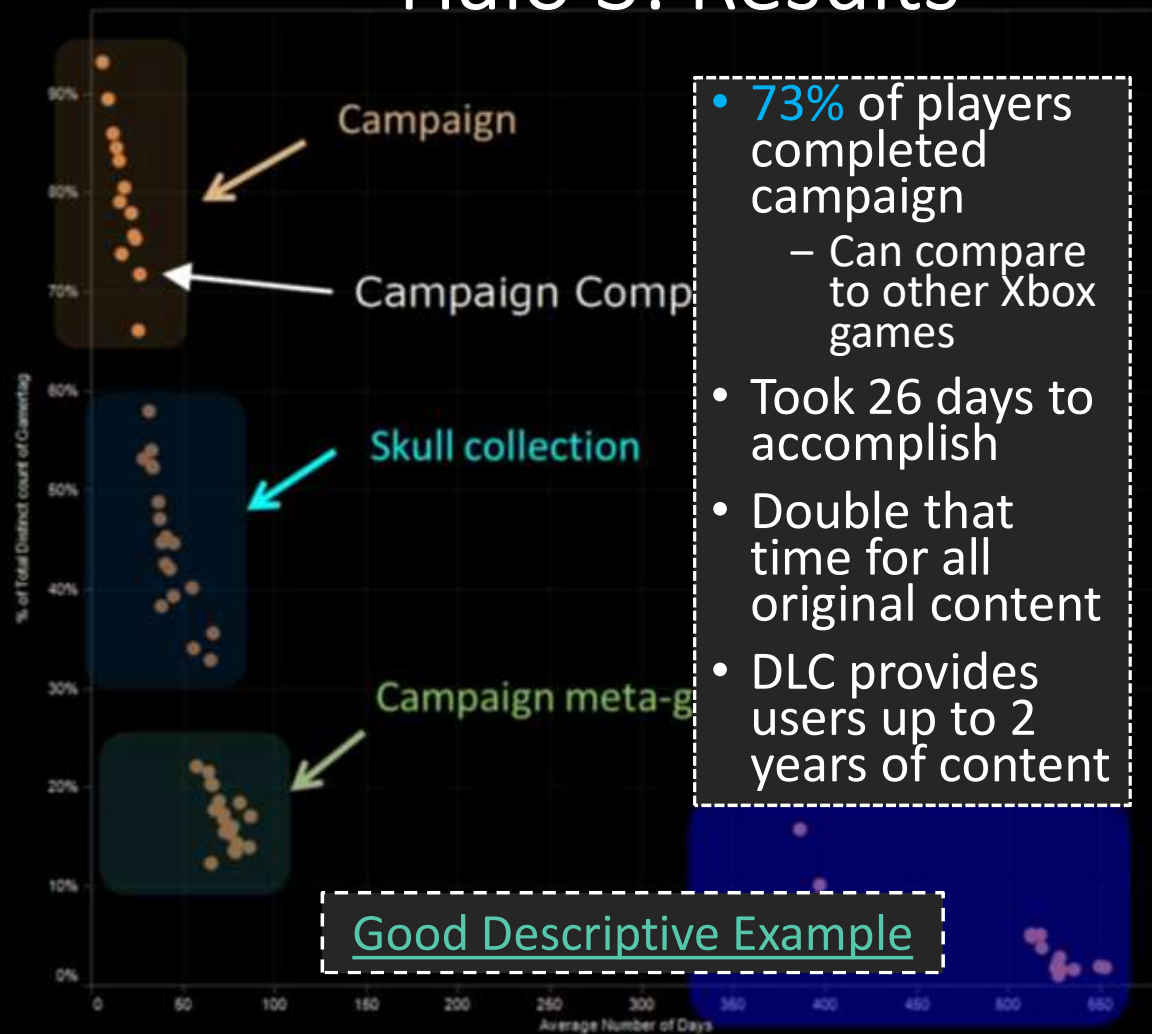 Halo 3: Results
90%
80%
70%
60%
50%
40%
30%
20%
10%
0%
% of Total Distinct count of Gamertag
Campaign
Campaign Comp
Skull collection
Campaign meta-g
• 73% of players
completed
campaign
– Can compare
to other Xbox
games
• Took 26 days to
accomplish
• Double that
time for all
original content
• DLC provides
users up to 2
years of content
Good Descriptive Example
0 50 100 150 200 250 300 350 400 450 500 550
Average Number of Days